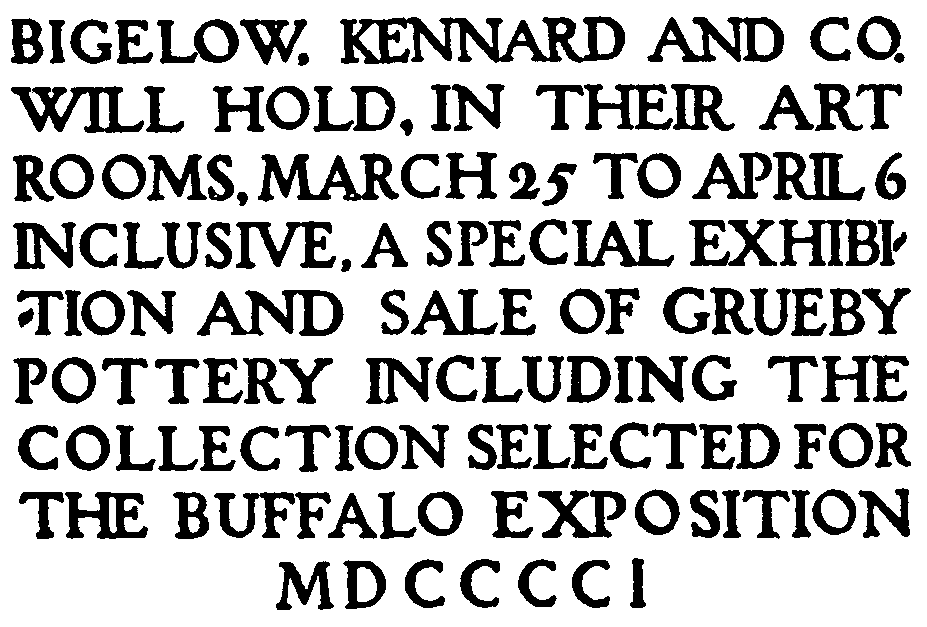 BIGELOW, KENNARD AND CO.
WILL HOLD, IN THEIR ART
ROOMS, MARCH 25 TO APRIL 6
INCLUSIVE, A SPECIAL EXHIBI-
-TION AND SALE OF GRUEBY
POTTERY INCLUDING THE
COLLECTION SELECTED FOR
THE BUFFALO EXPOSITION
MDCCCCI